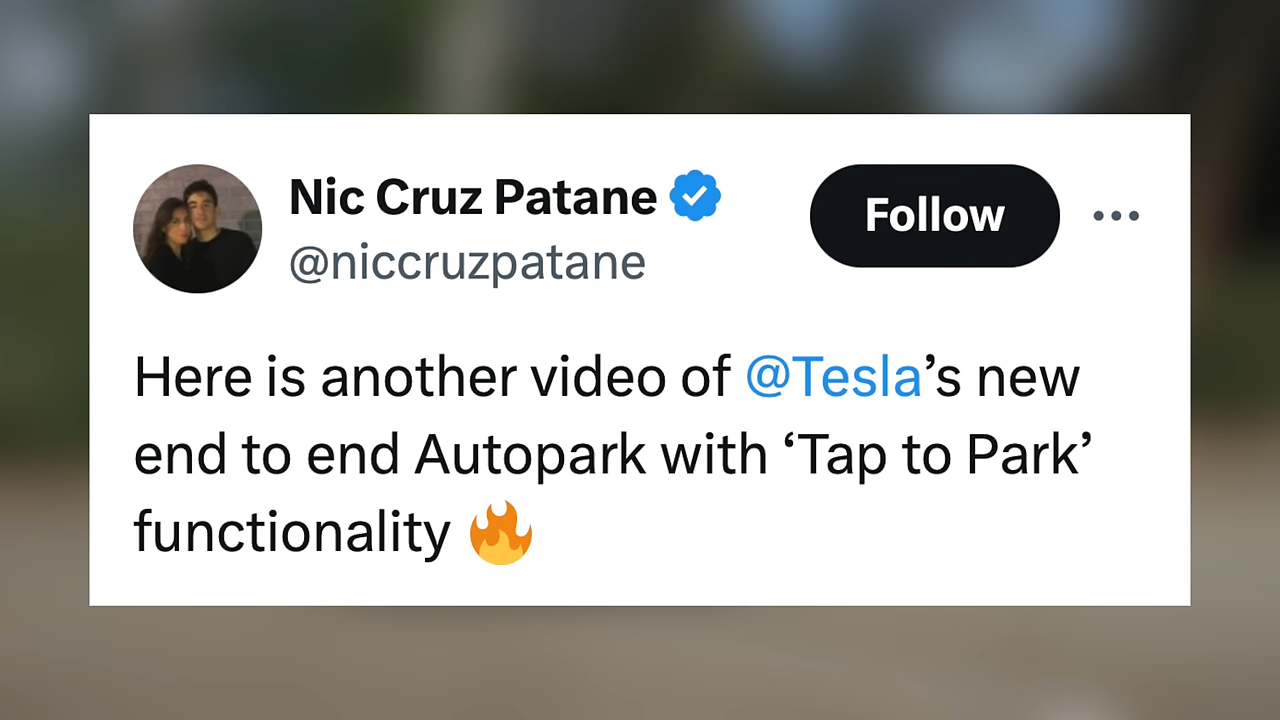 Nic Cruz Patane
@niccruzpatane
Follow
Here is another video of @Tesla’s new
end to end Autopark with ‘Tap to Park’
functionality 🔥